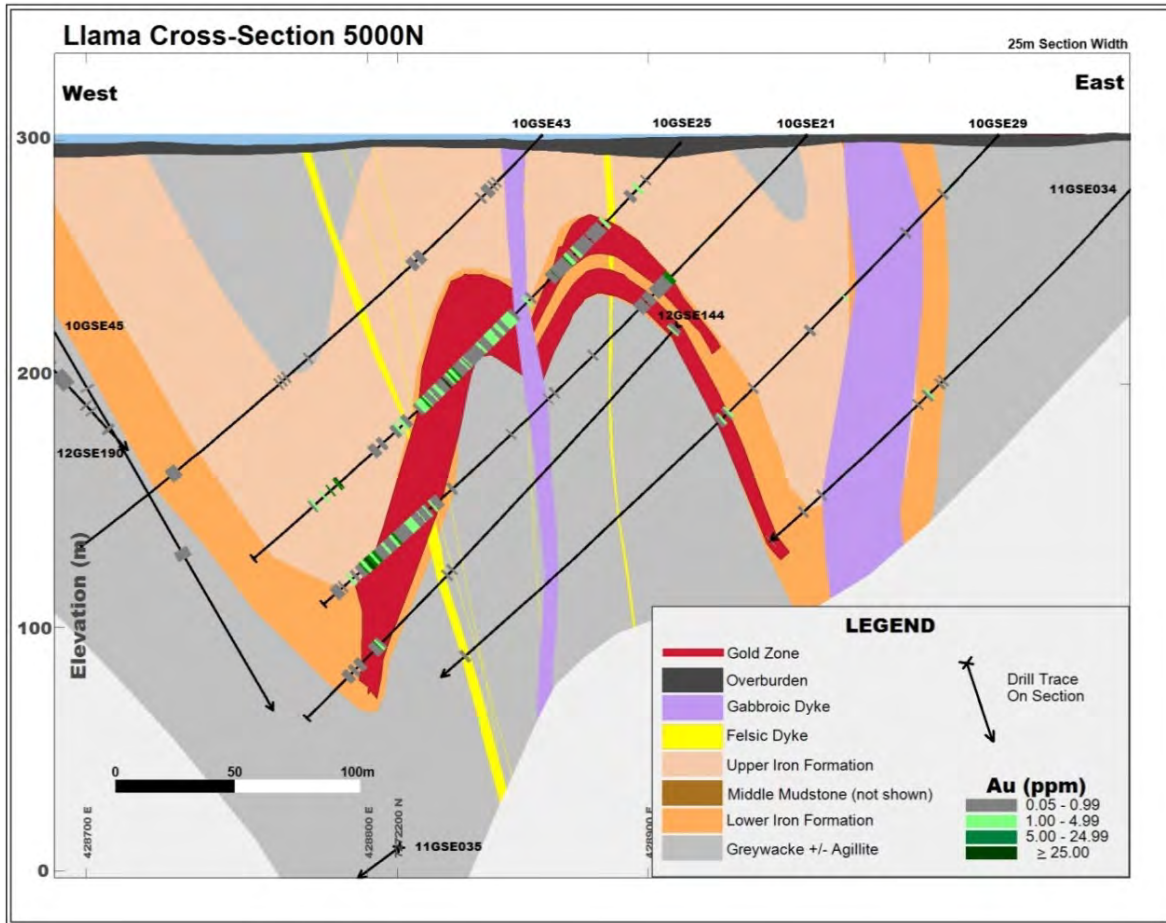 Llama Cross-Section 5000N
25m Section Width
West
East
10GSE43
10GSE25
10GSE21
10GSE29
300
11GSE034
10GSE45
12GSE144
200
12GSE190
Elevation (m)
100
0
50
100m
428700 E
428800 E
2200 N
428900 E
11GSE035
0
LEGEND
Gold Zone
Overburden
Gabbroic Dyke
Felsic Dyke
Upper Iron Formation
Middle Mudstone (not shown)
Lower Iron Formation
Greywacke +/- Agillite
Drill Trace
On Section
Au (ppm)
0.05 - 0.99
1.00 - 4.99
5.00 - 24.99
≥ 25.00